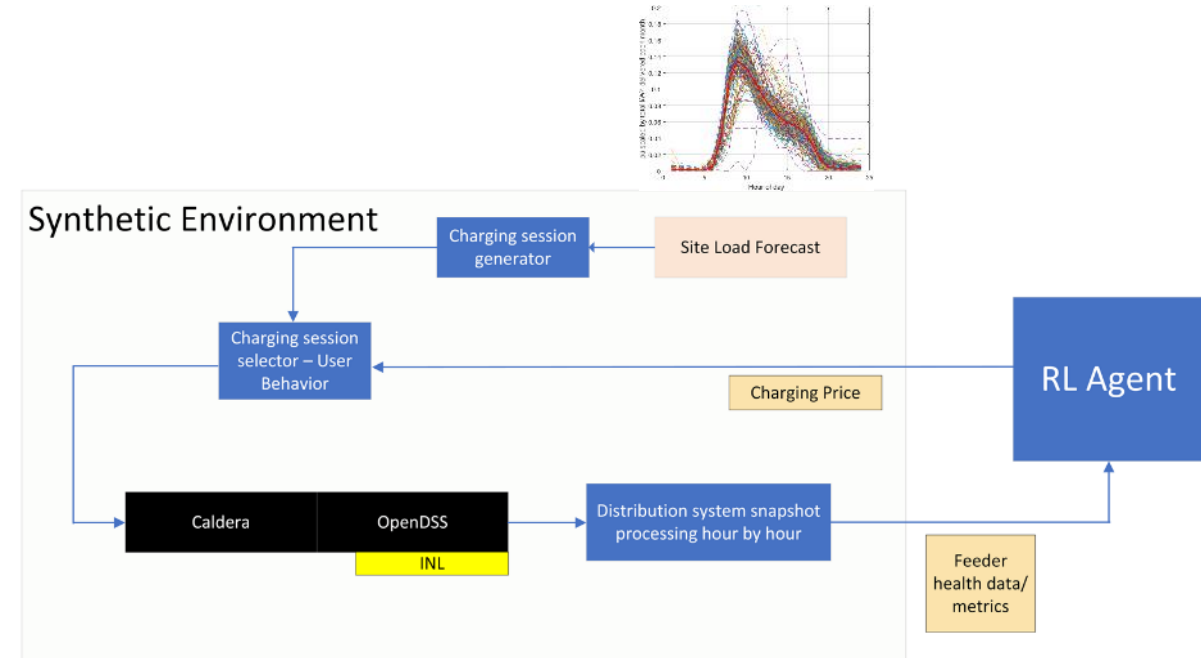 Hour of day
Synthetic Environment
Charging session
generator
Site Load Forecast
Charging session
selector – User
Behavior
RL Agent
Charging Price
Caldera
OpenDSS
INL
Distribution system snapshot
processing hour by hour
Feeder
health data/
metrics